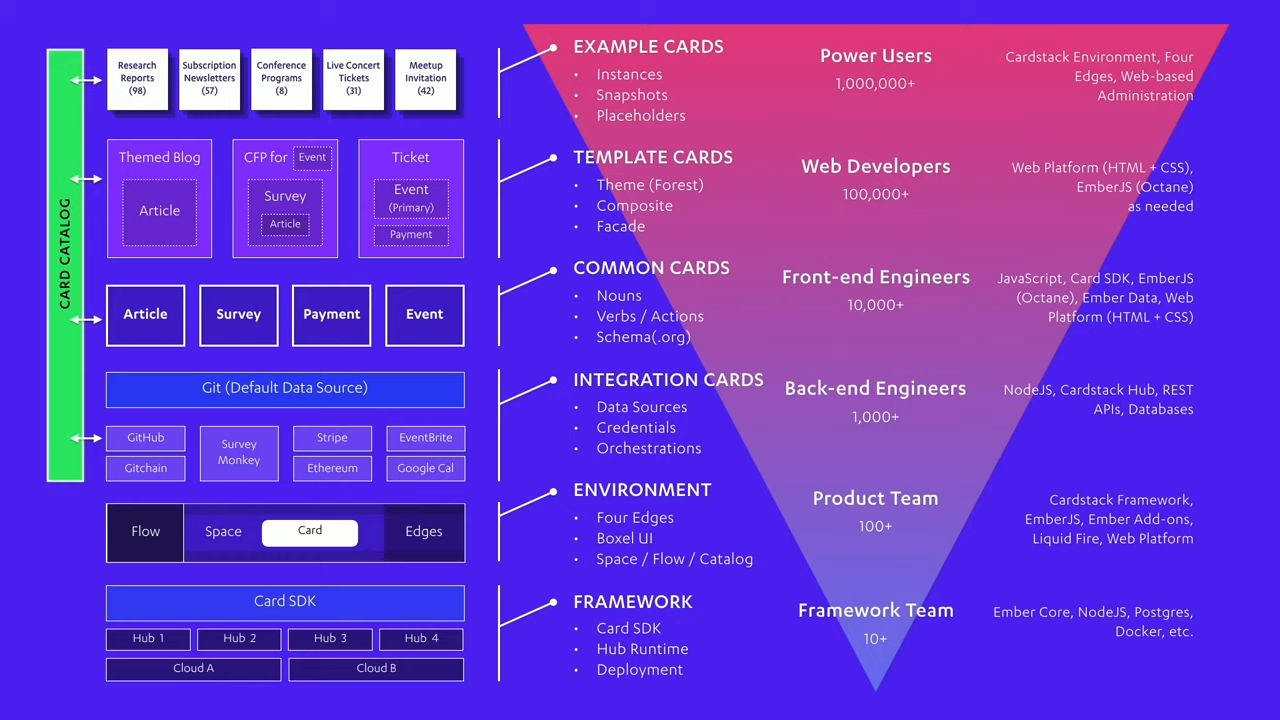 CARD CATALOG
Research
Reports
(98)
Subscription
Newsletters
(57)
Conference
Programs
(8)
Live Concert
Tickets
(31)
Meetup
Invitation
(42)
EXAMPLE CARDS
• Instances
• Snapshots
• Placeholders
Power Users
1,000,000+
Cardstack Environment, Four
Edges, Web-based
Administration
Themed Blog
Article
CFP for Event
Survey
Article
Ticket
Event
(Primary)
Payment
TEMPLATE CARDS
• Theme (Forest)
• Composite
• Facade
Web Developers
100,000+
Web Platform (HTML + CSS),
EmberJS (Octane)
as needed
Article
Survey
Payment
Event
COMMON CARDS
• Nouns
• Verbs / Actions
• Schema(.org)
Front-end Engineers
10,000+
JavaScript, Card SDK, EmberJS
(Octane), Ember Data, Web
Platform (HTML + CSS)
Git (Default Data Source)
GitHub
Gitchain
Survey
Monkey
Stripe
Ethereum
EventBrite
Google Cal
INTEGRATION CARDS
• Data Sources
• Credentials
• Orchestrations
Back-end Engineers
1,000+
NodeJS, Cardstack Hub, REST
APIs, Databases
Flow
Space
Card
Edges
ENVIRONMENT
• Four Edges
• Boxel UI
• Space / Flow / Catalog
Product Team
100+
Cardstack Framework,
EmberJS, Ember Add-ons,
Liquid Fire, Web Platform
Card SDK
Hub 1
Hub 2
Hub 3
Hub 4
Cloud A
Cloud B
FRAMEWORK
• Card SDK
• Hub Runtime
• Deployment
Framework Team
10+
Ember Core, NodeJS, Postgres,
Docker, etc.